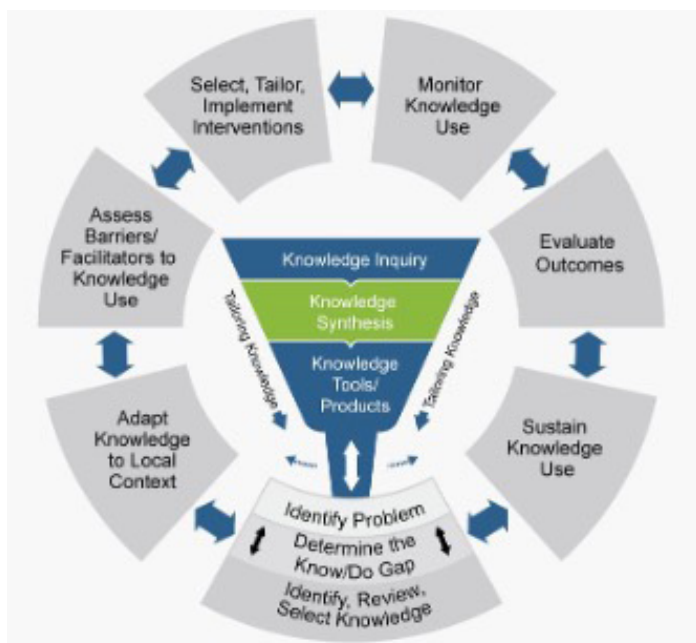 Select, Tailor,
Implement
Interventions
Monitor
Knowledge
Use
Assess
Barriers/
Facilitators to
Knowledge
Use
Evaluate
Outcomes
Knowledge Inquiry
Knowledge
Synthesis
Knowledge
Tools/
Products
Tailoring Knowledge
Tailoring Knowledge
Adapt
Knowledge
to Local
Context
Sustain
Knowledge
Use
Identify Problem
Determine the
Know/Do Gap
Identify, Review,
Select Knowledge